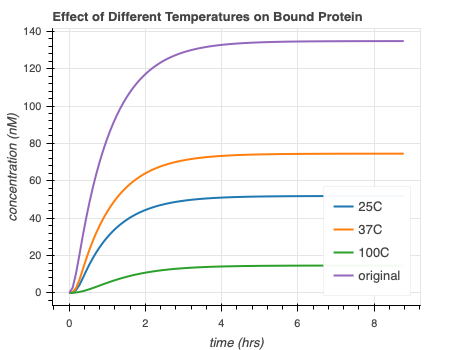 Effect of Different Temperatures on Bound Protein
140
120
100
80
60
40
20
0
concentration (nM)
25C
37C
100C
original
0 2 4 6 8
time (hrs)